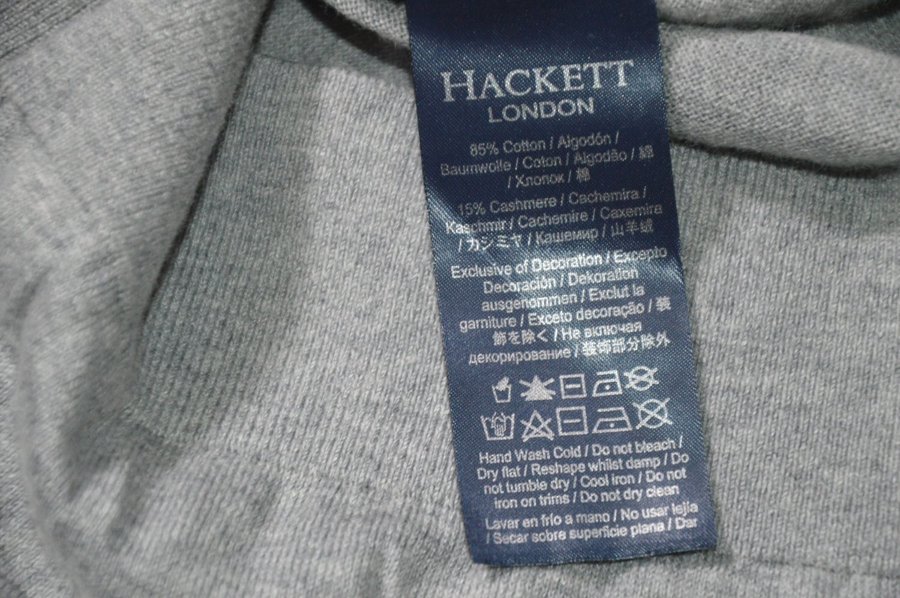 HACKETT
LONDON
85% Cotton / Algodón /
Baumwolle / Coton / Algodão / 綿
/ Хлопок / 棉
15% Cashmere / Cachemira /
Kaschmir / Cachemire / Caxemira
/ カシミヤ / Кашемир / 山羊绒
Exclusive of Decoration / Excepto
Decoración / Dekoration
ausgenommen / Exclut la
garniture / Exceto decoração / 装
飾を除く / Не включая
декорирование / 装饰部分除外
Hand Wash Cold / Do not bleach /
Dry flat / Reshape whilst damp / Do
not tumble dry / Cool iron / Do not
iron on trims / Do not dry clean
Lavar en frío a mano / No usar lejía
/ Secar sobre superficie plana / Dar